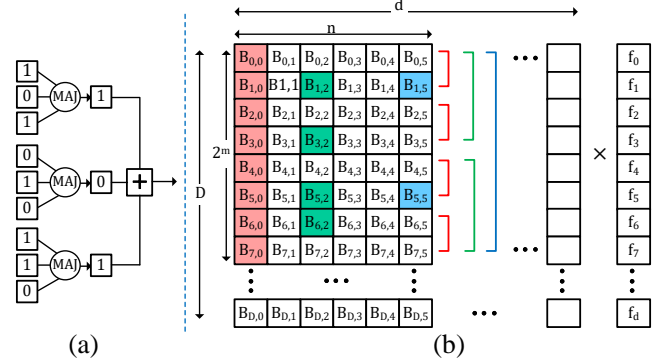 d
n
1
0
1
MAJ
1
0
1
0
MAJ
0
+
1
1
0
MAJ
1
D
2^m
B0,0 B0,1 B0,2 B0,3 B0,4 B0,5 ••• f0
B1,0 B1,1 B1,2 B1,3 B1,4 B1,5 f1
B2,0 B2,1 B2,2 B2,3 B2,4 B2,5 f2
B3,0 B3,1 B3,2 B3,3 B3,4 B3,5 f3
B4,0 B4,1 B4,2 B4,3 B4,4 B4,5 × f4
B5,0 B5,1 B5,2 B5,3 B5,4 B5,5 f5
B6,0 B6,1 B6,2 B6,3 B6,4 B6,5 f6
B7,0 B7,1 B7,2 B7,3 B7,4 B7,5 ••• f7
BD,0 BD,1 BD,2 BD,3 BD,4 BD,5 ••• fd
(a) (b)